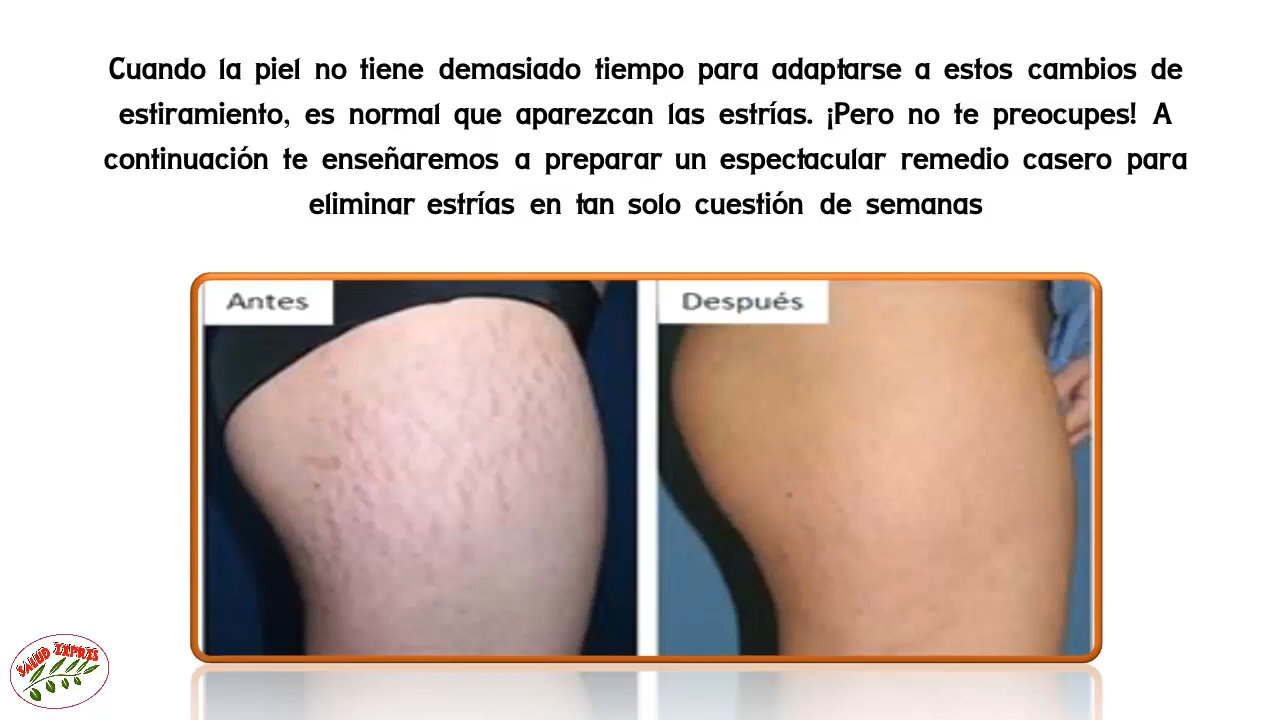 Cuando la piel no tiene demasiado tiempo para adaptarse a estos cambios de
estiramiento, es normal que aparezcan las estrías. ¡Pero no te preocupes! A
continuación te enseñaremos a preparar un espectacular remedio casero para
eliminar estrías en tan solo cuestión de semanas
Antes
Después
SALUD EXPRIS